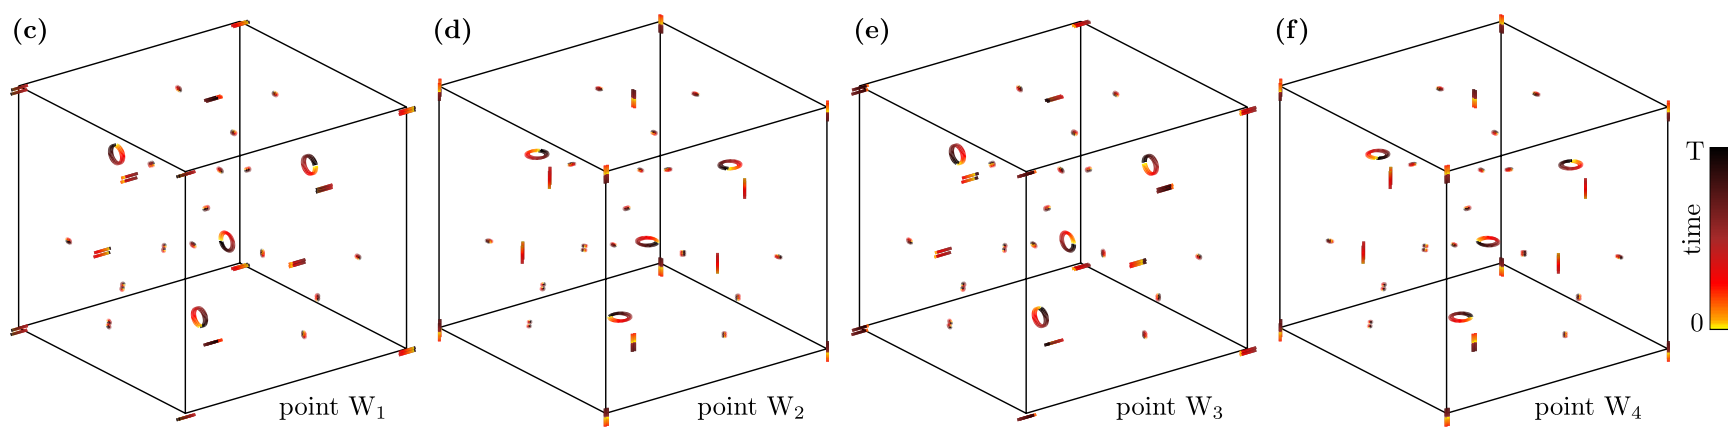 (c)
(d)
(e)
(f)
T
time
0
point W₁
point W₂
point W₃
point W₄